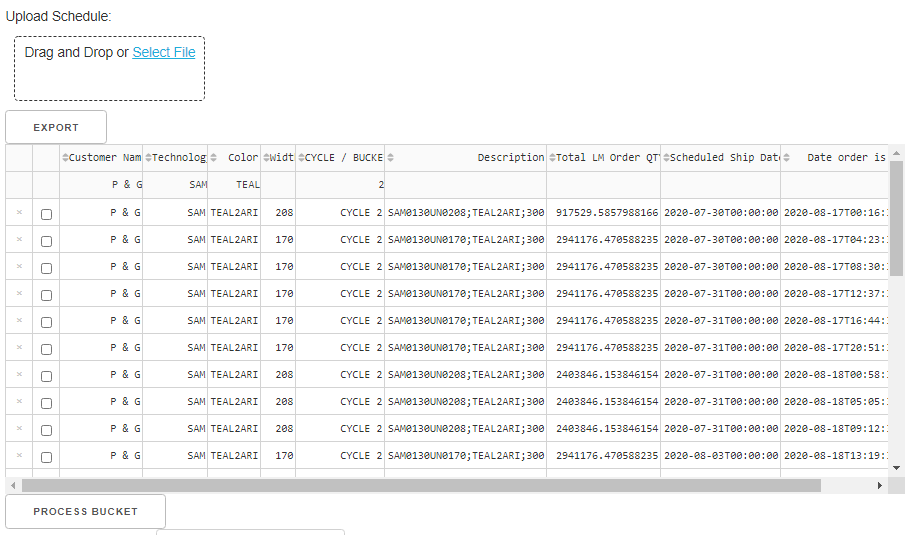 Upload Schedule:
Drag and Drop or Select File
EXPORT
Customer Nam Technolog Color Widt CYCLE / BUCKE Description Total LM Order QT Scheduled Ship Dat Date order is
P & G SAM TEAL 2
× P & G SAM TEAL2ARI 208 CYCLE 2 SAM0130UN0208;TEAL2ARI;300 917529.5857988166 2020-07-30T00:00:00 2020-08-17T00:16:
× P & G SAM TEAL2ARI 170 CYCLE 2 SAM0130UN0170;TEAL2ARI;300 2941176.470588235 2020-07-30T00:00:00 2020-08-17T04:23:
× P & G SAM TEAL2ARI 170 CYCLE 2 SAM0130UN0170;TEAL2ARI;300 2941176.470588235 2020-07-30T00:00:00 2020-08-17T08:30:
× P & G SAM TEAL2ARI 170 CYCLE 2 SAM0130UN0170;TEAL2ARI;300 2941176.470588235 2020-07-31T00:00:00 2020-08-17T12:37:
× P & G SAM TEAL2ARI 170 CYCLE 2 SAM0130UN0170;TEAL2ARI;300 2941176.470588235 2020-07-31T00:00:00 2020-08-17T16:44:
× P & G SAM TEAL2ARI 170 CYCLE 2 SAM0130UN0170;TEAL2ARI;300 2941176.470588235 2020-07-31T00:00:00 2020-08-17T20:51:
× P & G SAM TEAL2ARI 208 CYCLE 2 SAM0130UN0208;TEAL2ARI;300 2403846.153846154 2020-07-31T00:00:00 2020-08-18T00:58:
× P & G SAM TEAL2ARI 208 CYCLE 2 SAM0130UN0208;TEAL2ARI;300 2403846.153846154 2020-07-31T00:00:00 2020-08-18T05:05:
× P & G SAM TEAL2ARI 208 CYCLE 2 SAM0130UN0208;TEAL2ARI;300 2403846.153846154 2020-07-31T00:00:00 2020-08-18T09:12:
× P & G SAM TEAL2ARI 170 CYCLE 2 SAM0130UN0170;TEAL2ARI;300 2941176.470588235 2020-08-03T00:00:00 2020-08-18T13:19:
PROCESS BUCKET